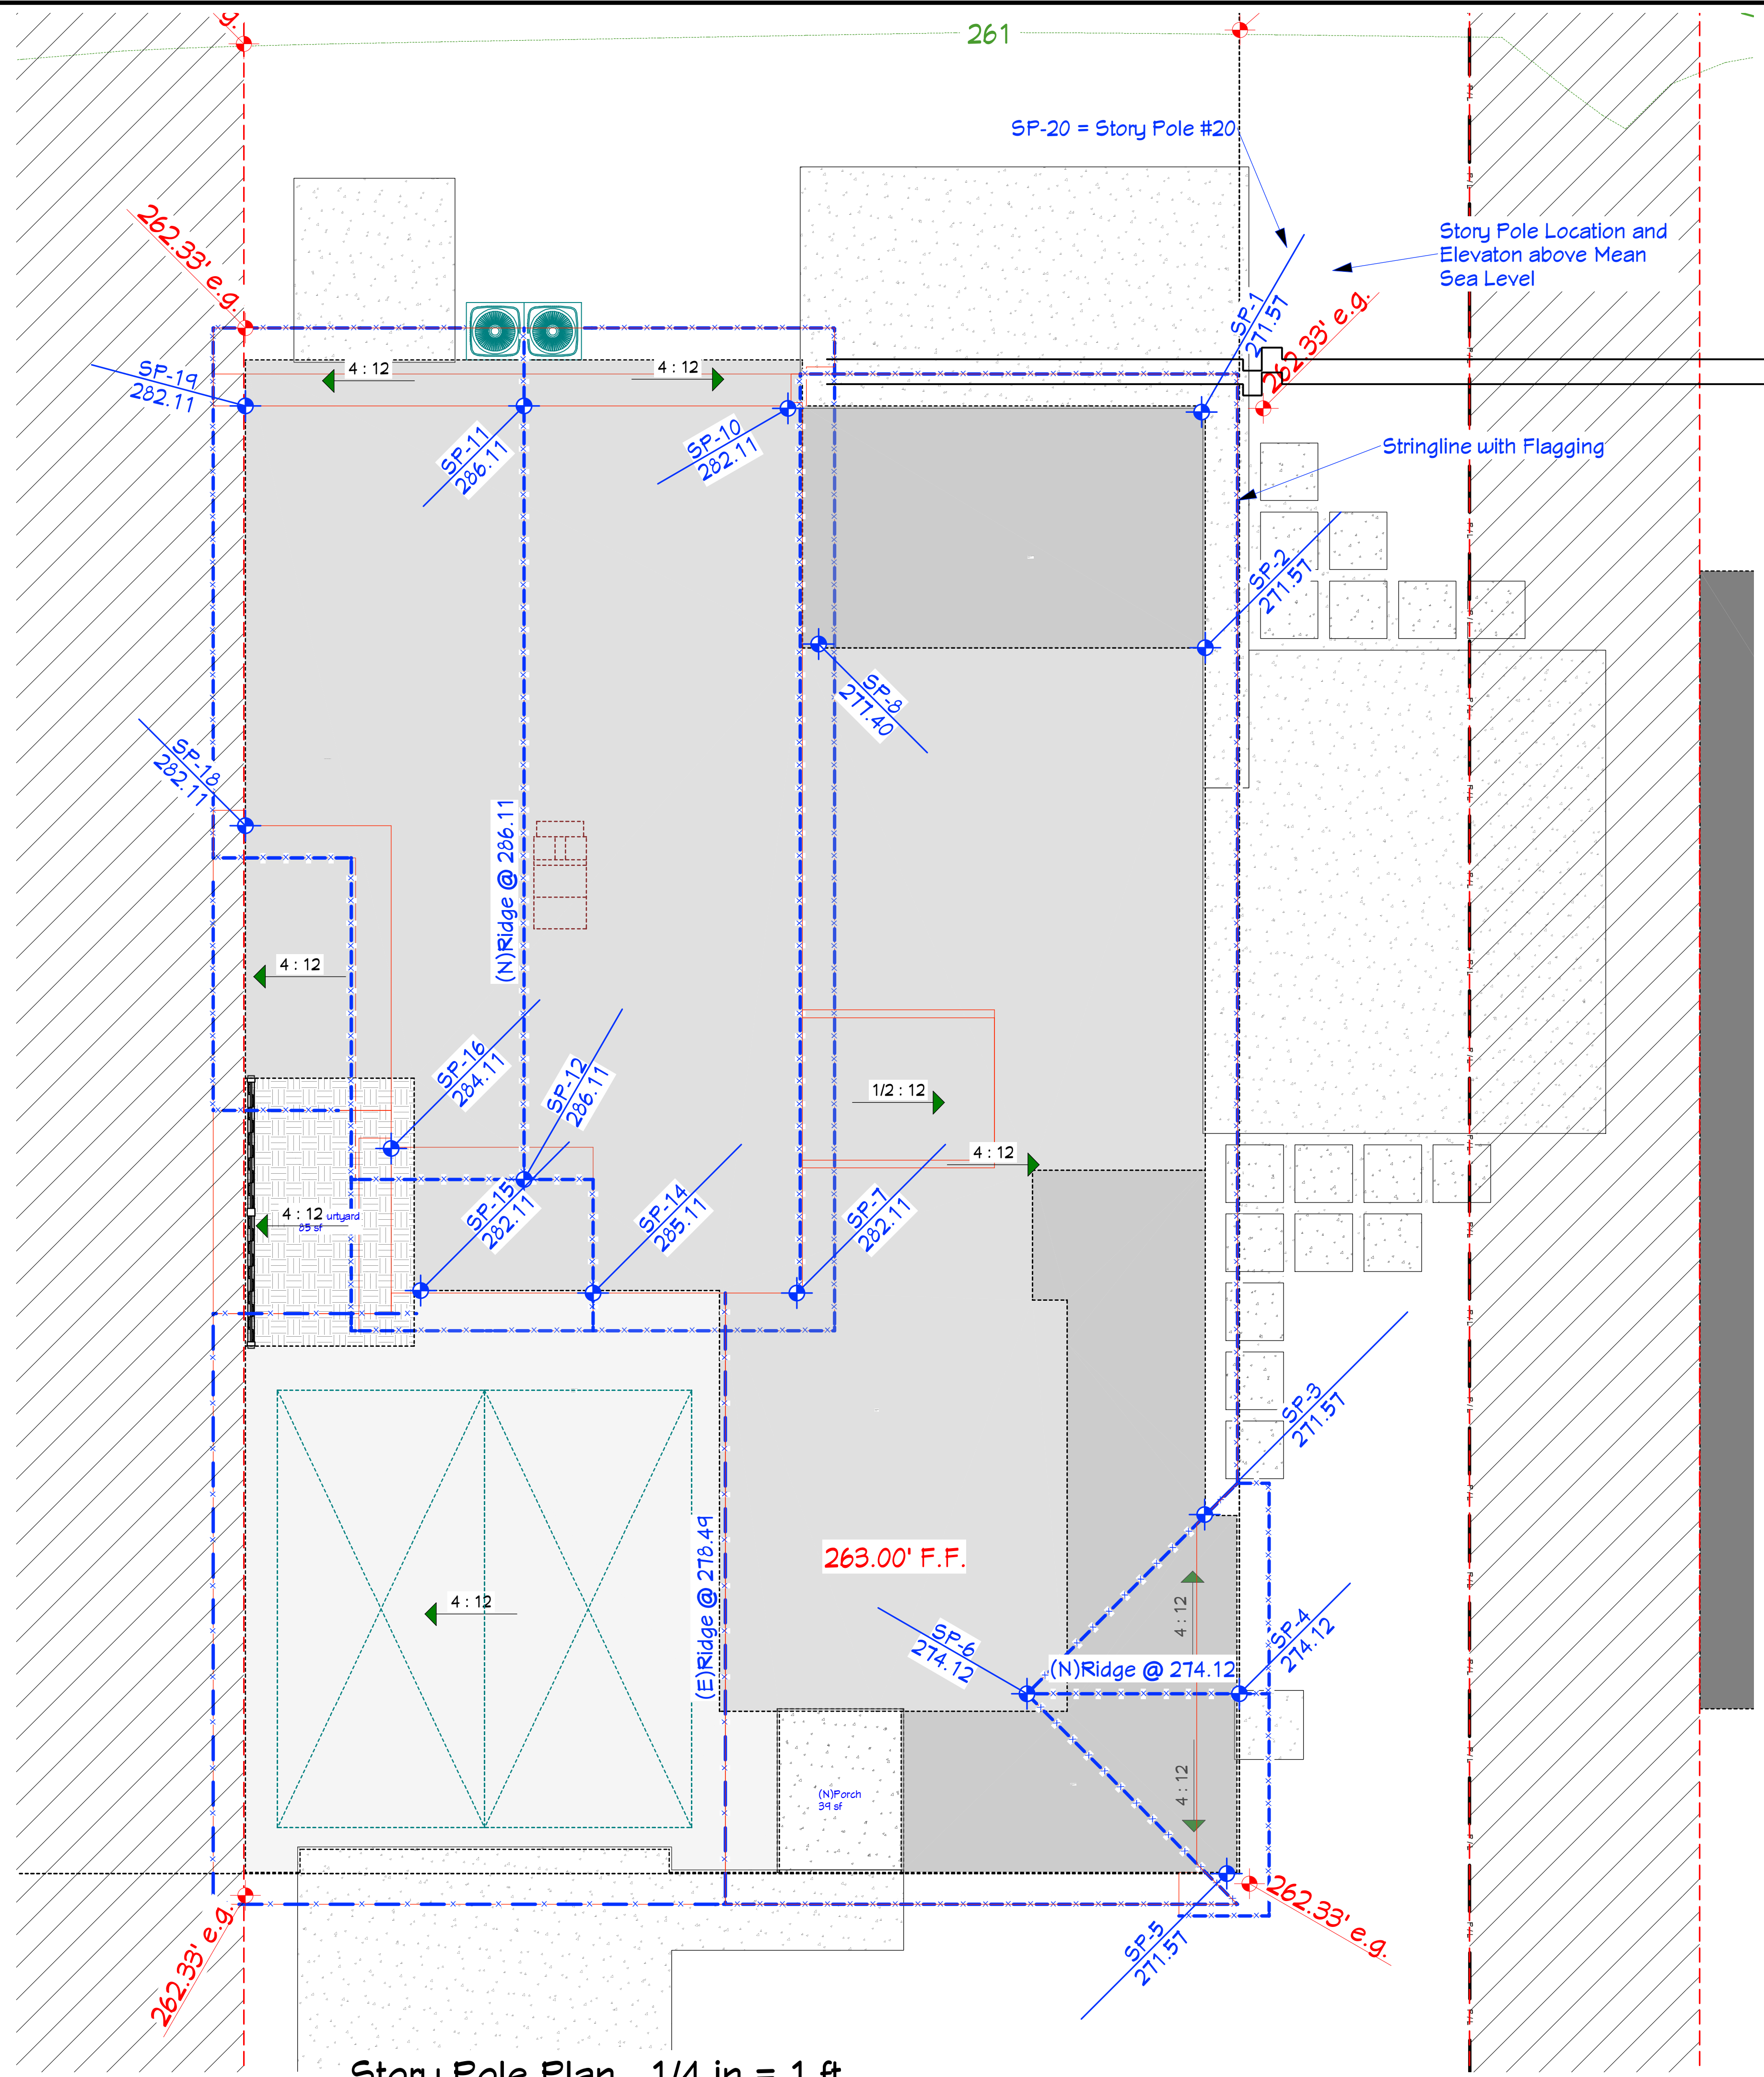 261
SP-20 = Story Pole #20
Story Pole Location and
Elevaton above Mean
Sea Level
262.33' e.g.
SP-1
271.57
262.33' e.g.
SP-19
282.11
4 : 12
4 : 12
SP-11
286.11
SP-10
282.11
Stringline with Flagging
SP-2
271.57
SP-8
277.40
SP-18
282.11
(N)Ridge @ 286.11
4 : 12
SP-16
284.11
SP-12
286.11
1/2 : 12
4 : 12
4 : 12
urtyard
85 sf
SP-15
282.11
SP-14
285.11
SP-7
282.11
SP-3
271.57
(E)Ridge @ 278.49
263.00' F.F.
4 : 12
4 : 12
SP-6
274.12
SP-4
274.12
(N)Ridge @ 274.12
4 : 12
(N)Porch
39 sf
262.33' e.g.
262.33' e.g.
SP-5
271.57
Story Pole Plan 1/4 in = 1 ft